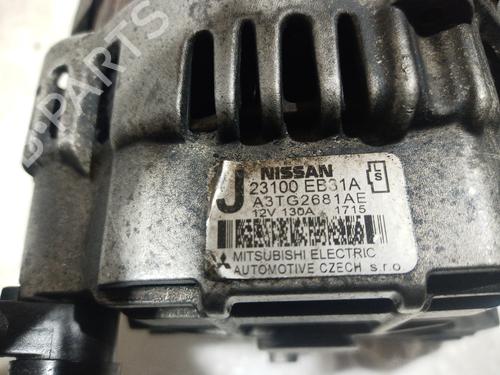 B-PARTS
NISSAN
J 23100 EB31A S
A3TG2681AE
12V 130A 1715
MITSUBISHI ELECTRIC
AUTOMOTIVE CZECH s.r.o